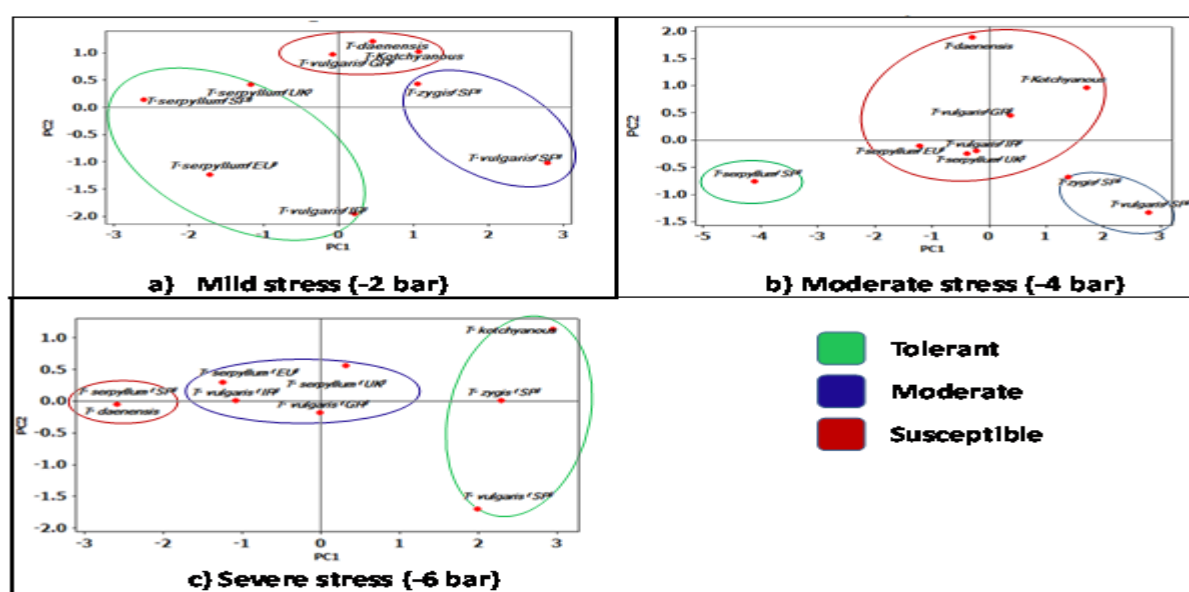 T-daenensis
T-Kotchyanous
T-vulgaris(GR)
T-serpyllum(UK)
T-serpyllum(SP)
T-zygis(SP)
T-serpyllum(EU)
T-vulgaris(SP)
T-vulgaris(IR)
PC2
1.0
0.5
0.0
-0.5
-1.0
-1.5
-2.0
-3 -2 -1 0 1 2 3
PC1
a) Mild stress (-2 bar)
T-daenensis
T-Kotchyanous
T-vulgaris(GR)
T-vulgaris(IR)
T-serpyllum(EU)
T-serpyllum(UK)
T-serpyllum(SP)
T-zygis(SP)
T-vulgaris(SP)
PC2
2.0
1.5
1.0
0.5
0.0
-0.5
-1.0
-1.5
-5 -4 -3 -2 -1 0 1 2 3
PC1
b) Moderate stress (-4 bar)
T- kotchyanous
T- serpyllum (EU)
T- serpyllum (UK)
T- serpyllum (SP)
T- vulgaris (IR)
T- zygis (SP)
T- daenensis
T- vulgaris (GR)
T- vulgaris (SP)
PC2
1.0
0.5
0.0
-0.5
-1.0
-1.5
-2.0
-3 -2 -1 0 1 2 3
PC1
c) Severe stress (-6 bar)
Tolerant
Moderate
Susceptible